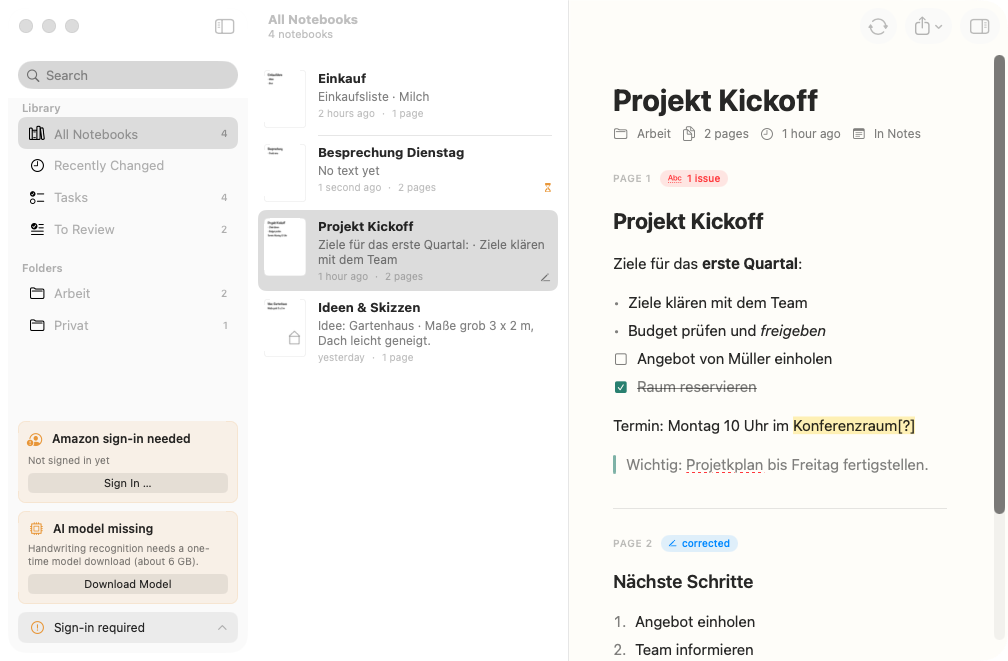 All Notebooks
4 notebooks
Search
Library
All Notebooks 4
Recently Changed
Tasks 4
To Review 2
Folders
Arbeit 2
Privat 1
Amazon sign-in needed
Not signed in yet
Sign In ...
AI model missing
Handwriting recognition needs a one-
time model download (about 6 GB).
Download Model
Sign-in required
Einkauf
Einkaufsliste · Milch
2 hours ago · 1 page
Besprechung Dienstag
No text yet
1 second ago · 2 pages
Projekt Kickoff
Ziele für das erste Quartal: · Ziele klären
mit dem Team
1 hour ago · 2 pages
Ideen & Skizzen
Idee: Gartenhaus · Maße grob 3 x 2 m,
Dach leicht geneigt.
yesterday · 1 page
Projekt Kickoff
Arbeit 2 pages 1 hour ago In Notes
PAGE 1 Abc 1 issue
Projekt Kickoff
Ziele für das erste Quartal:
· Ziele klären mit dem Team
· Budget prüfen und freigeben
Angebot von Müller einholen
Raum reservieren
Termin: Montag 10 Uhr im Konferenzraum[?]
Wichtig: Projetkplan bis Freitag fertigstellen.
PAGE 2 corrected
Nächste Schritte
1. Angebot einholen
2. Team informieren